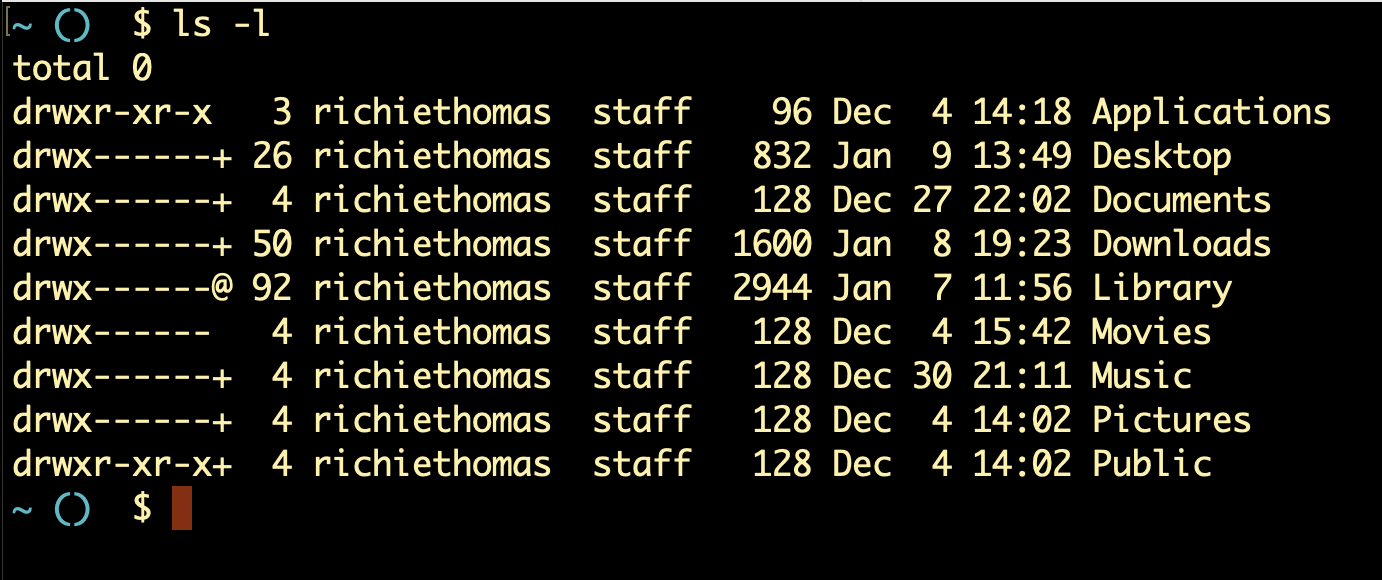 [~ ()  $ ls -l
total 0
drwxr-xr-x   3 richiethomas  staff    96 Dec  4 14:18 Applications
drwx------+ 26 richiethomas  staff   832 Jan  9 13:49 Desktop
drwx------+  4 richiethomas  staff   128 Dec 27 22:02 Documents
drwx------+ 50 richiethomas  staff  1600 Jan  8 19:23 Downloads
drwx------@ 92 richiethomas  staff  2944 Jan  7 11:56 Library
drwx------   4 richiethomas  staff   128 Dec  4 15:42 Movies
drwx------+  4 richiethomas  staff   128 Dec 30 21:11 Music
drwx------+  4 richiethomas  staff   128 Dec  4 14:02 Pictures
drwxr-xr-x+  4 richiethomas  staff   128 Dec  4 14:02 Public
~ ()  $